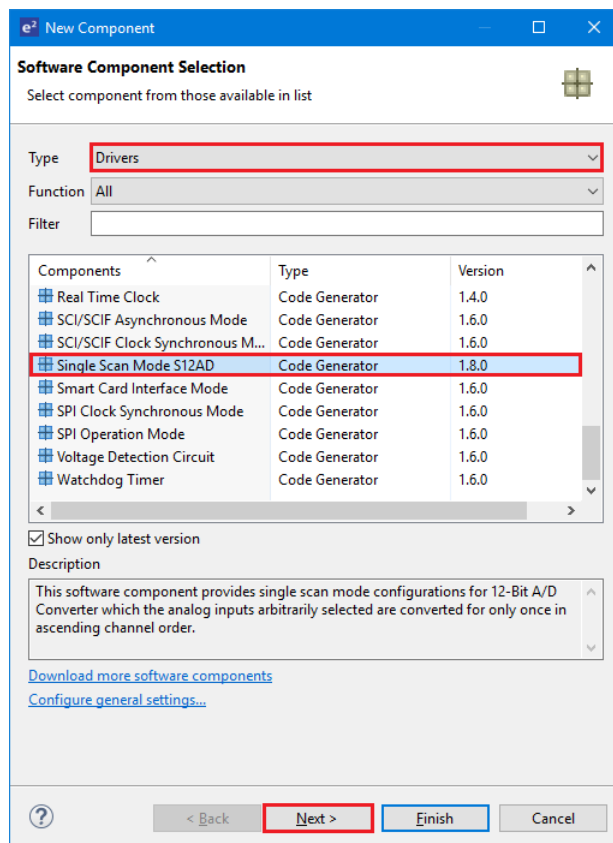 e² New Component
Software Component Selection
Select component from those available in list
Type Drivers
Function All
Filter
Components Type Version
Real Time Clock Code Generator 1.4.0
SCI/SCIF Asynchronous Mode Code Generator 1.6.0
SCI/SCIF Clock Synchronous M... Code Generator 1.6.0
Single Scan Mode S12AD Code Generator 1.8.0
Smart Card Interface Mode Code Generator 1.6.0
SPI Clock Synchronous Mode Code Generator 1.6.0
SPI Operation Mode Code Generator 1.6.0
Voltage Detection Circuit Code Generator 1.6.0
Watchdog Timer Code Generator 1.6.0
Show only latest version
Description
This software component provides single scan mode configurations for 12-Bit A/D
Converter which the analog inputs arbitrarily selected are converted for only once in
ascending channel order.
Download more software components
Configure general settings...
? < Back Next > Finish Cancel